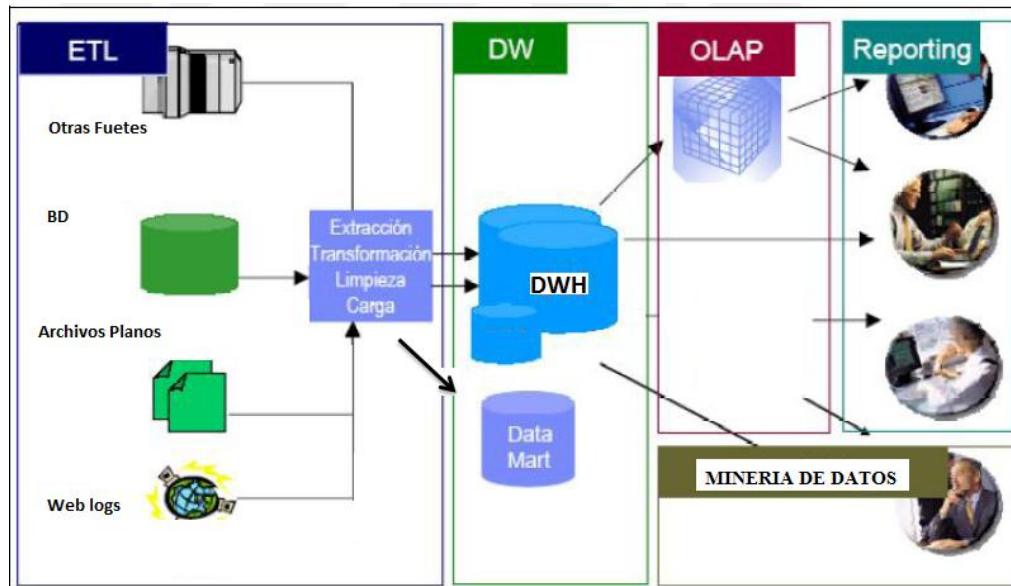 ETL
DW
OLAP
Reporting
Otras Fuetes
BD
Extracción
Transformación
Limpieza
Carga
DWH
Archivos Planos
Data
Mart
Web logs
MINERIA DE DATOS